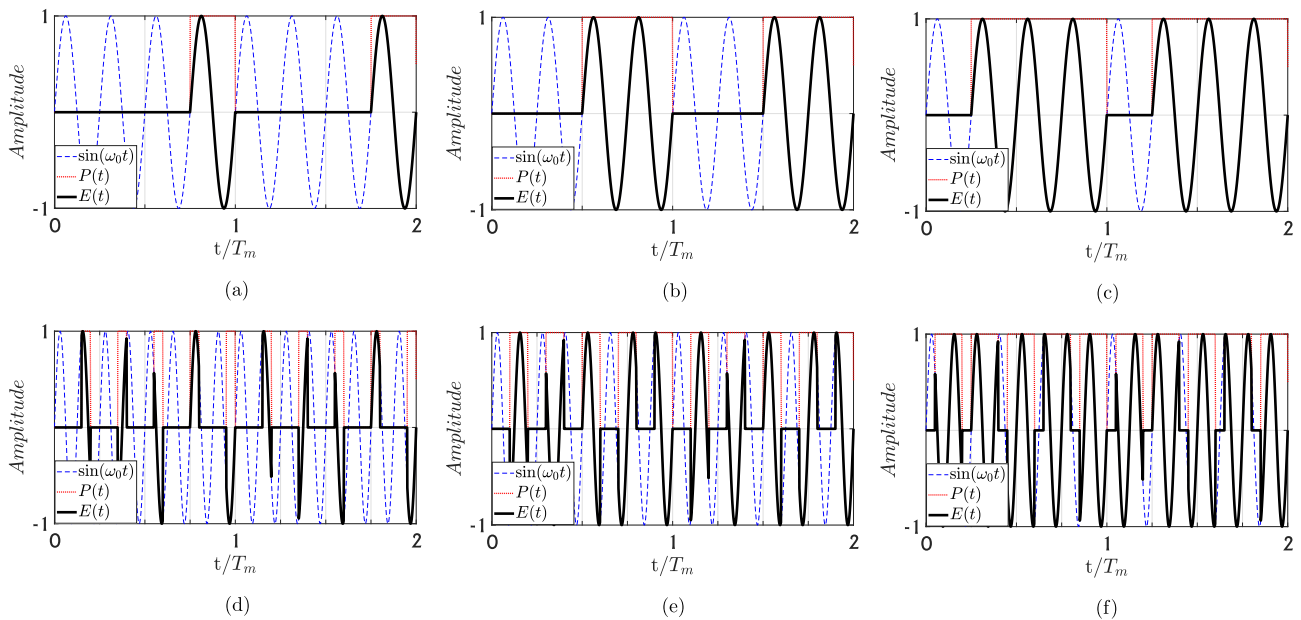 1
Amplitude
sin(ω₀t)
P(t)
E(t)
-1
0
1
2
t/Tₘ
(a)
1
Amplitude
sin(ω₀t)
P(t)
E(t)
-1
0
1
2
t/Tₘ
(b)
1
Amplitude
sin(ω₀t)
P(t)
E(t)
-1
0
1
2
t/Tₘ
(c)
1
Amplitude
sin(ω₀t)
P(t)
E(t)
-1
0
1
2
t/Tₘ
(d)
1
Amplitude
sin(ω₀t)
P(t)
E(t)
-1
0
1
2
t/Tₘ
(e)
1
Amplitude
sin(ω₀t)
P(t)
E(t)
-1
0
1
2
t/Tₘ
(f)